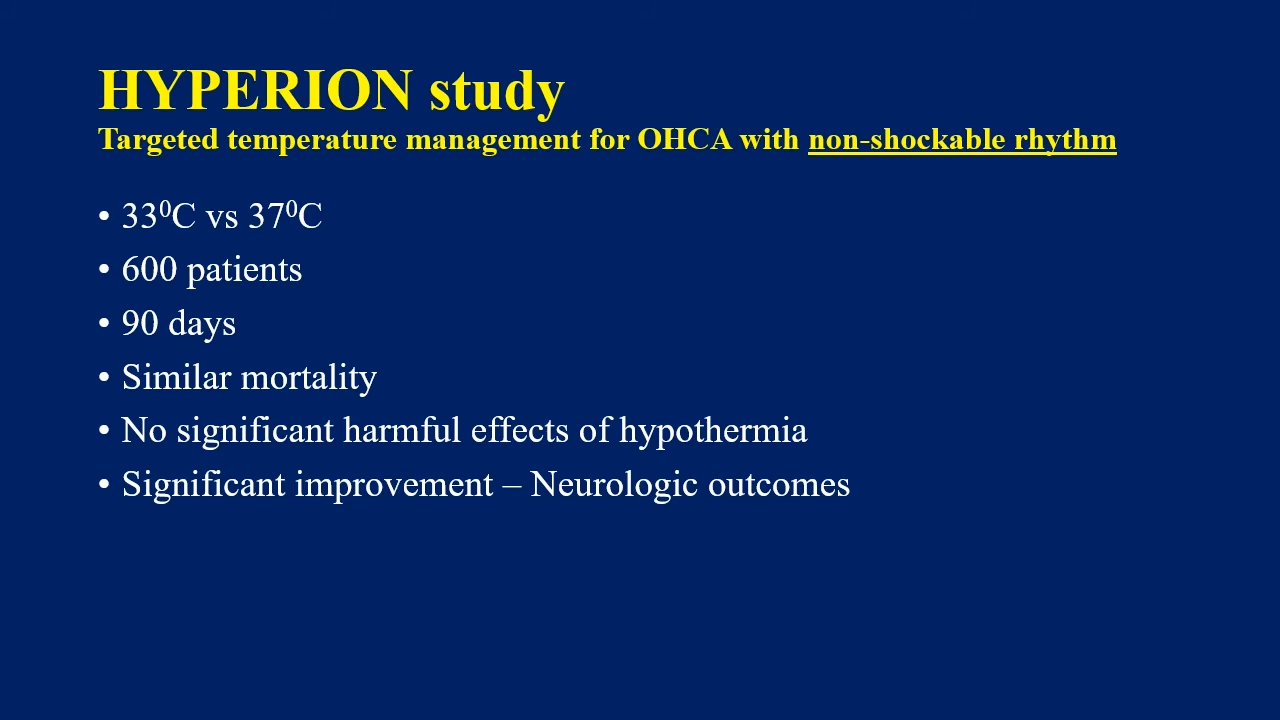 HYPERION study
Targeted temperature management for OHCA with non-shockable rhythm
• 33⁰C vs 37⁰C
• 600 patients
• 90 days
• Similar mortality
• No significant harmful effects of hypothermia
• Significant improvement – Neurologic outcomes